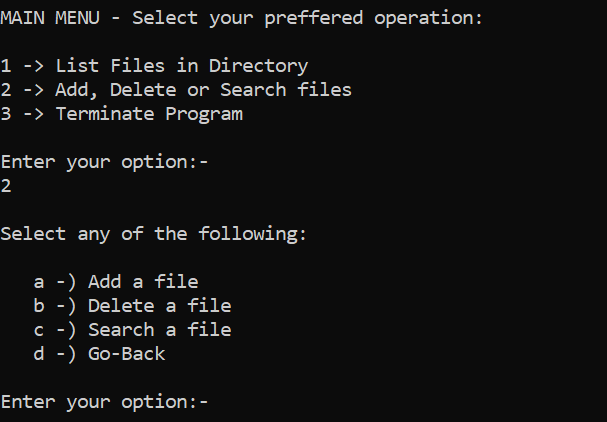 MAIN MENU - Select your preffered operation:
1 -> List Files in Directory
2 -> Add, Delete or Search files
3 -> Terminate Program
Enter your option:-
2
Select any of the following:
a -) Add a file
b -) Delete a file
c -) Search a file
d -) Go-Back
Enter your option:-